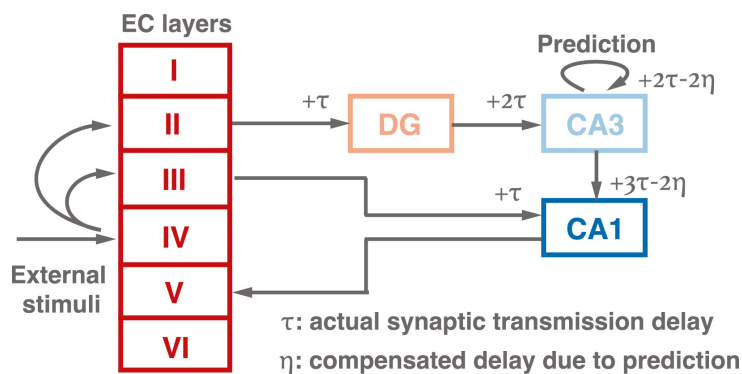 EC layers
I
II
III
IV
V
VI
External
stimuli
+τ
DG
+2τ
Prediction
+2τ-2η
CA3
+3τ-2η
+τ
CA1
τ: actual synaptic transmission delay
η: compensated delay due to prediction